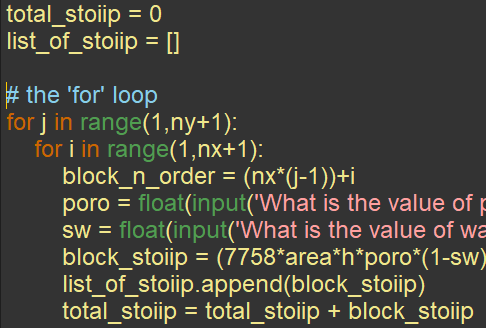 total_stoiip = 0
list_of_stoiip = []
# the 'for' loop
for j in range(1,ny+1):
for i in range(1,nx+1):
block_n_order = (nx*(j-1))+i
poro = float(input('What is the value of
sw = float(input('What is the value of
block_stoiip = (7758*area*h*poro*(1-sw)
list_of_stoiip.append(block_stoiip)
total_stoiip = total_stoiip + block_stoiip